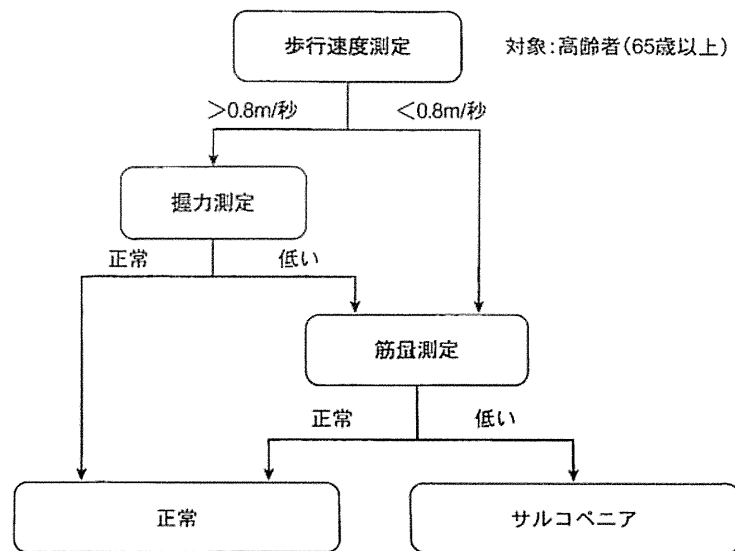 歩行速度測定
対象:高齢者(65歳以上)
>0.8m/秒
<0.8m/秒
握力測定
正常
低い
筋量測定
正常
低い
正常
サルコペニア